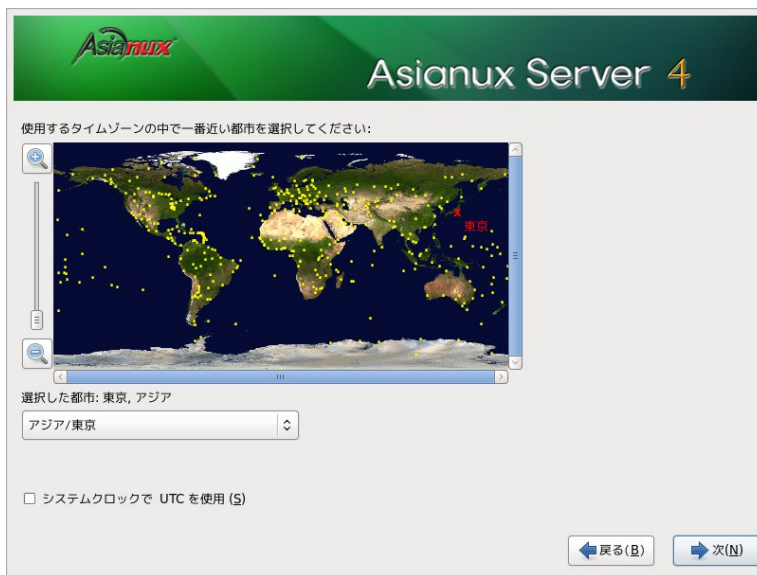 Asianux
Asianux Server 4
使用するタイムゾーンの中で一番近い都市を選択してください:
東京
選択した都市: 東京, アジア
アジア/東京
システムクロックで UTC を使用 (S)
戻る(B)
次(N)